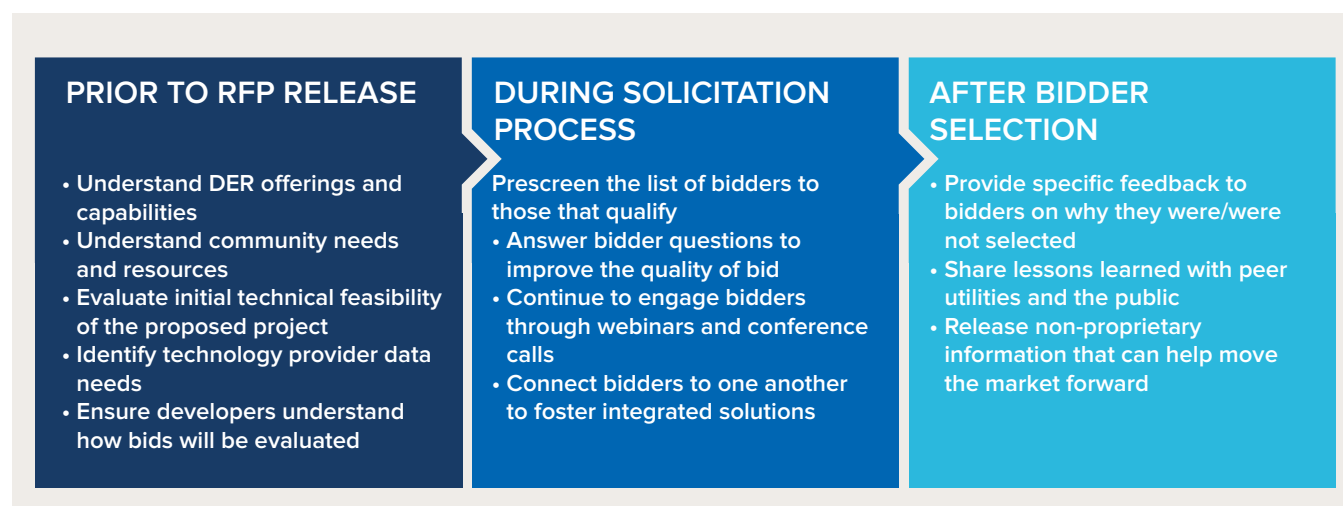 PRIOR TO RFP RELEASE
• Understand DER offerings and
capabilities
• Understand community needs
and resources
• Evaluate initial technical feasibility
of the proposed project
• Identify technology provider data
needs
• Ensure developers understand
how bids will be evaluated
DURING SOLICITATION
PROCESS
Prescreen the list of bidders to
those that qualify
• Answer bidder questions to
improve the quality of bid
• Continue to engage bidders
through webinars and conference
calls
• Connect bidders to one another
to foster integrated solutions
AFTER BIDDER
SELECTION
• Provide specific feedback to
bidders on why they were/were
not selected
• Share lessons learned with peer
utilities and the public
• Release non-proprietary
information that can help move
the market forward